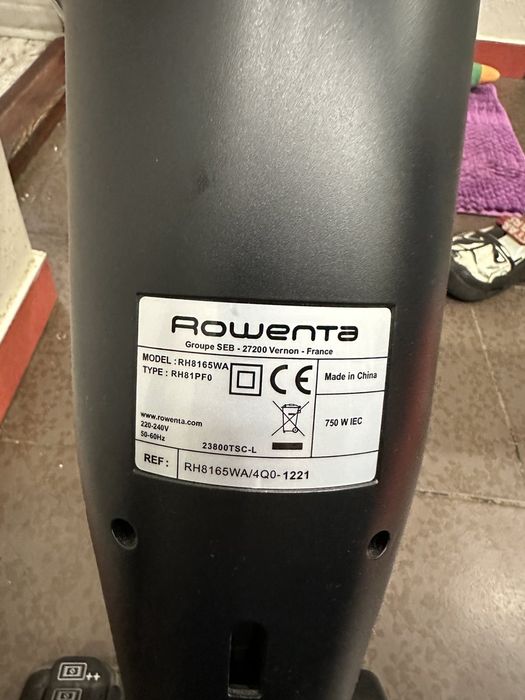 ROWENTA
Groupe SEB - 27200 Vernon - France
MODEL : RH8165WA
TYPE : RH81PF0
CE
Made in China
www.rowenta.com
220-240V
50-60Hz
23800TSC-L
750 W IEC
REF : RH8165WA/4Q0-1221
++